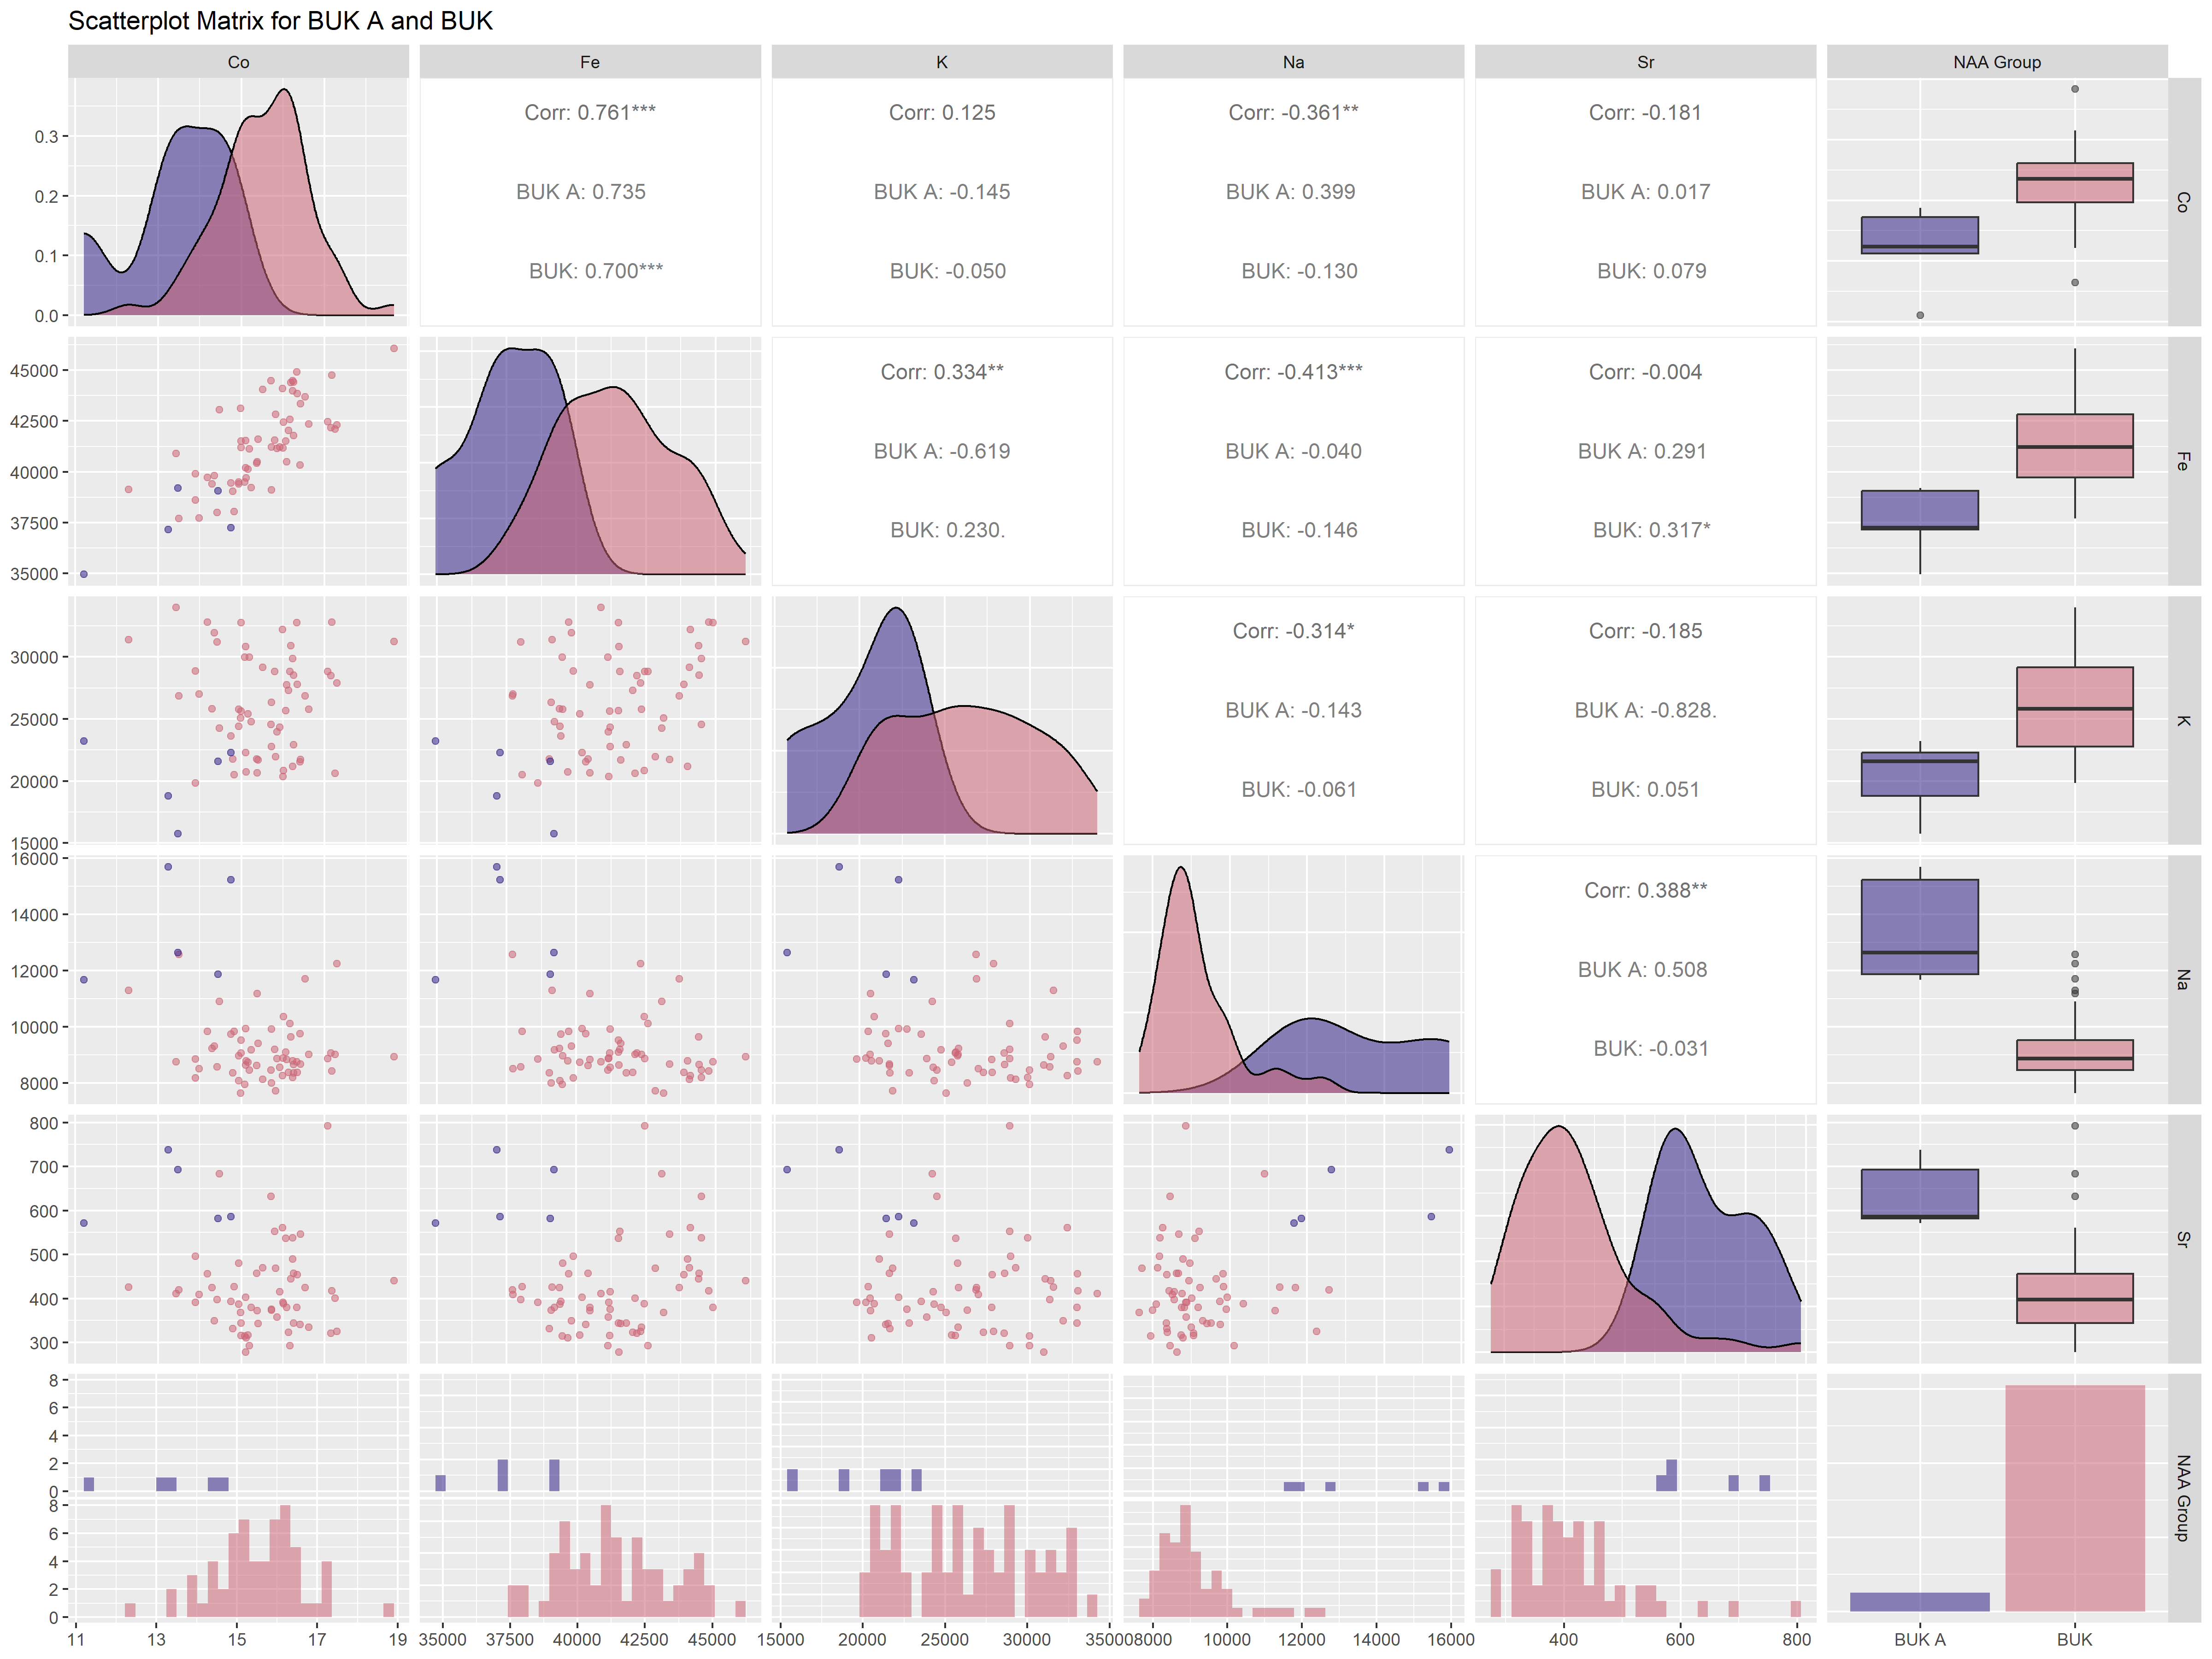 Scatterplot Matrix for BUK A and BUK
Co Fe K Na Sr NAA Group
0.3
0.2
0.1
0.0
Corr: 0.761***
BUK A: 0.735
BUK: 0.700***
Corr: 0.125
BUK A: -0.145
BUK: -0.050
Corr: -0.361**
BUK A: 0.399
BUK: -0.130
Corr: -0.181
BUK A: 0.017
BUK: 0.079
Co
45000
42500
40000
37500
35000
Corr: 0.334**
BUK A: -0.619
BUK: 0.230.
Corr: -0.413***
BUK A: -0.040
BUK: -0.146
Corr: -0.004
BUK A: 0.291
BUK: 0.317*
Fe
30000
25000
20000
15000
Corr: -0.314*
BUK A: -0.143
BUK: -0.061
Corr: -0.185
BUK A: -0.828.
BUK: 0.051
K
16000
14000
12000
10000
8000
Corr: 0.388**
BUK A: 0.508
BUK: -0.031
Na
800
700
600
500
400
300
Sr
8
6
4
2
0
8
6
4
2
0
NAA Group
11 13 15 17 19 35000 37500 40000 42500 45000 15000 20000 25000 30000 35000 8000 10000 12000 14000 16000 400 600 800 BUK A BUK